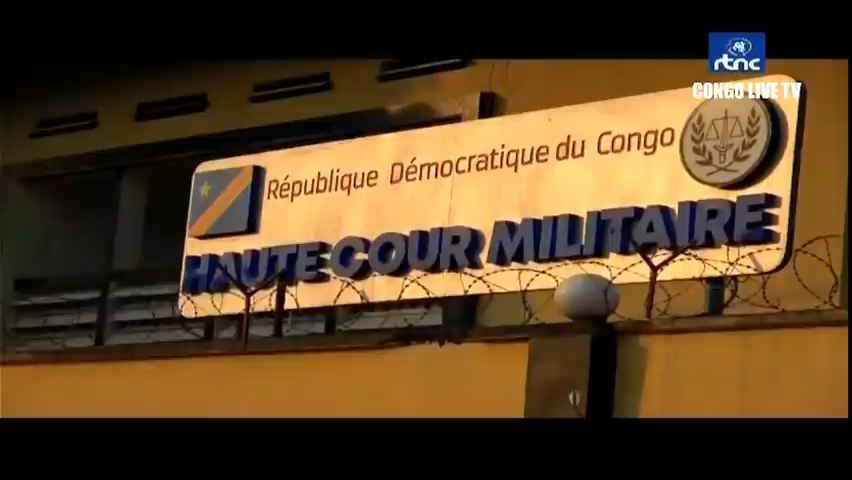 rtnc
CONGO LIVE TV
République Démocratique du Congo
HAUTE COUR MILITAIRE